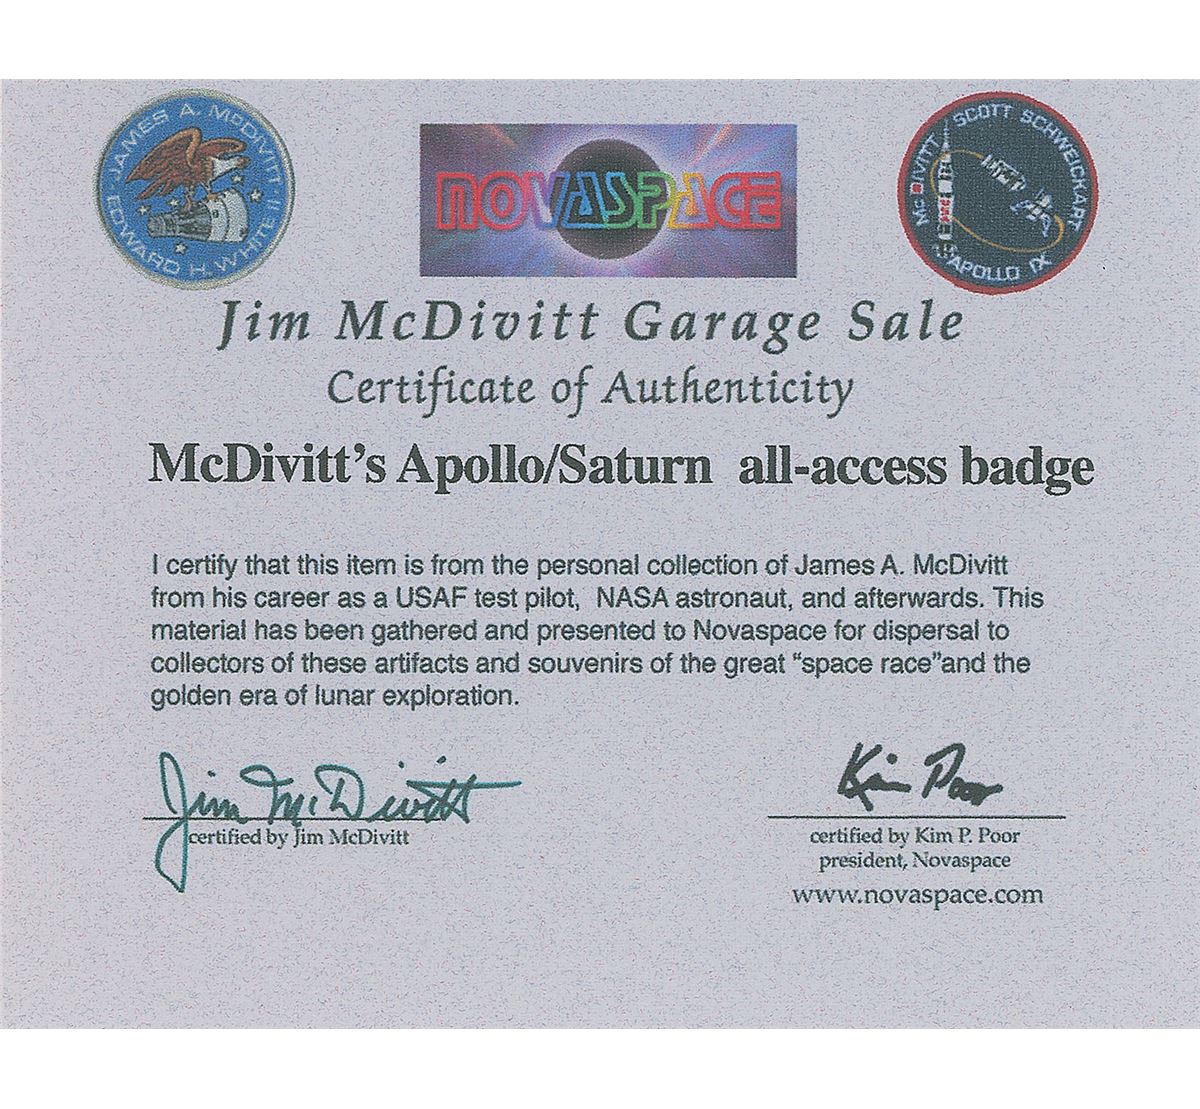 JAMES A. McDIVITT
EDWARD H. WHITE II
NOVASPACE
McDIVITT SCOTT SCHWEICKART
APOLLO IX
Jim McDivitt Garage Sale
Certificate of Authenticity
McDivitt's Apollo/Saturn all-access badge
I certify that this item is from the personal collection of James A. McDivitt
from his career as a USAF test pilot, NASA astronaut, and afterwards. This
material has been gathered and presented to Novaspace for dispersal to
collectors of these artifacts and souvenirs of the great “space race”and the
golden era of lunar exploration.
Jim McDivitt
certified by Jim McDivitt
Kim Poor
certified by Kim P. Poor
president, Novaspace
www.novaspace.com